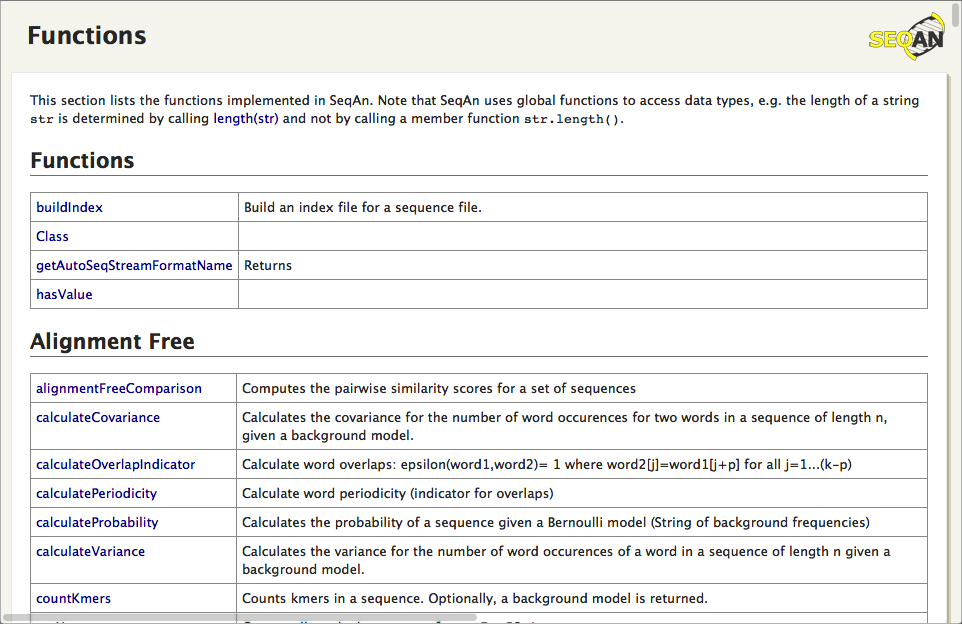 Functions
SEQAN
This section lists the functions implemented in SeqAn. Note that SeqAn uses global functions to access data types, e.g. the length of a string
str is determined by calling length(str) and not by calling a member function str.length().
Functions
buildIndex Build an index file for a sequence file.
Class
getAutoSeqStreamFormatName Returns
hasValue
Alignment Free
alignmentFreeComparison Computes the pairwise similarity scores for a set of sequences
calculateCovariance Calculates the covariance for the number of word occurences for two words in a sequence of length n,
given a background model.
calculateOverlapIndicator Calculate word overlaps: epsilon(word1,word2)= 1 where word2[j]=word1[j+p] for all j=1...(k-p)
calculatePeriodicity Calculate word periodicity (indicator for overlaps)
calculateProbability Calculates the probability of a sequence given a Bernoulli model (String of background frequencies)
calculateVariance Calculates the variance for the number of word occurences of a word in a sequence of length n given a
background model.
countKmers Counts kmers in a sequence. Optionally, a background model is returned.